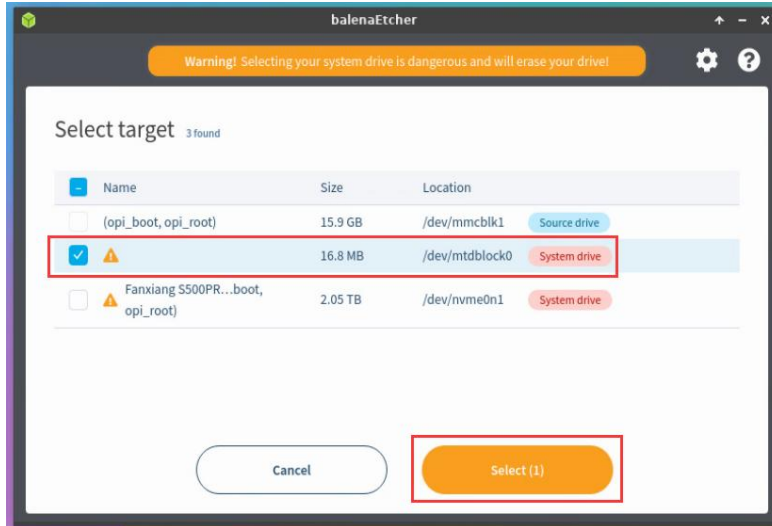 balenaEtcher
Warning! Selecting your system drive is dangerous and will erase your drive!
Select target 3 found
Name Size Location
(opi_boot, opi_root) 15.9 GB /dev/mmcblk1 Source drive
16.8 MB /dev/mtdblock0 System drive
Fanxiang S500PR...boot,
opi_root) 2.05 TB /dev/nvme0n1 System drive
Cancel Select (1)